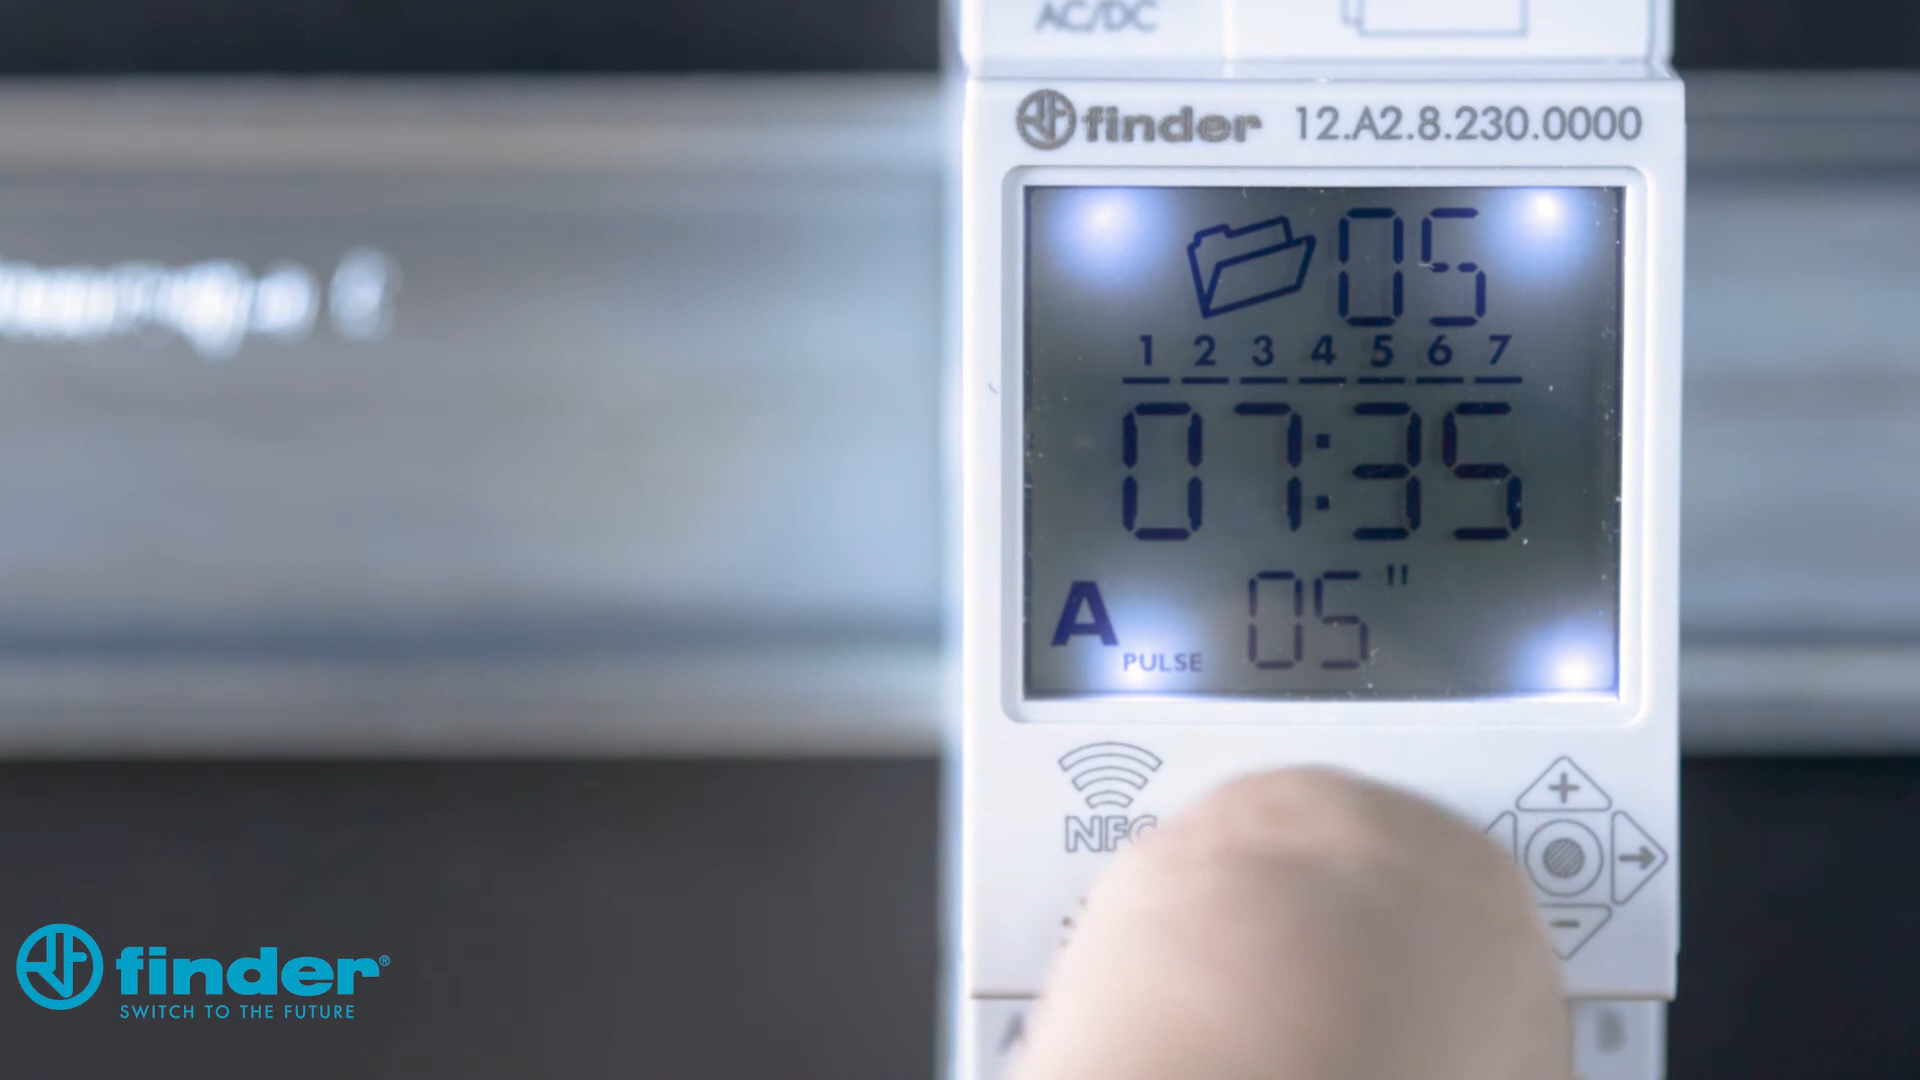 AC/DC
finder 12.A2.8.230.0000
05
1 2 3 4 5 6 7
07:35
A PULSE 05"
NFC
+
-
B
finder®
SWITCH TO THE FUTURE